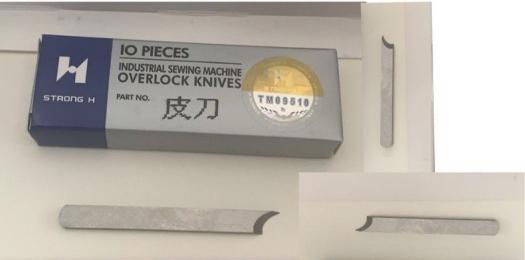 10 PIECES
INDUSTRIAL SEWING MACHINE
OVERLOCK KNIVES
STRONG H
PART NO.
皮刀
TM09510